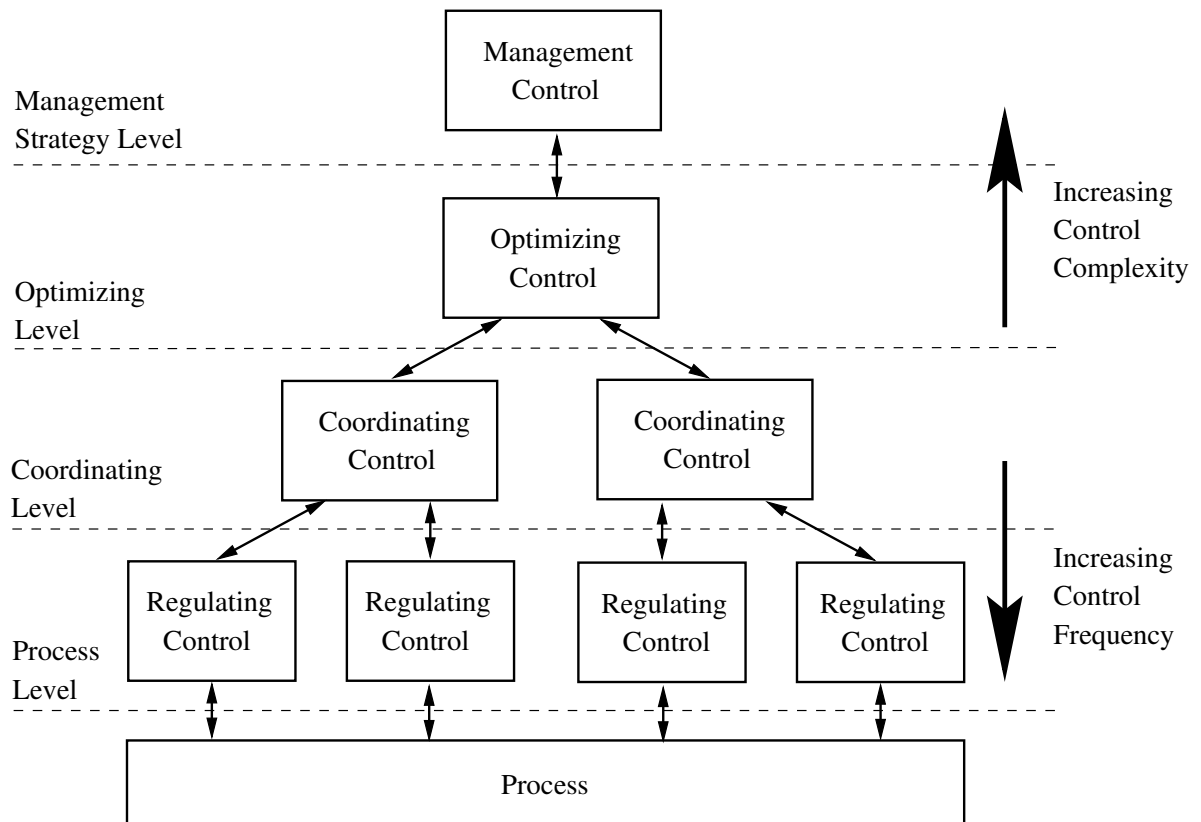 Management
Control
Management
Strategy Level
Increasing
Control
Complexity
Optimizing
Control
Optimizing
Level
Coordinating
Control
Coordinating
Control
Coordinating
Level
Increasing
Control
Frequency
Regulating
Control
Regulating
Control
Regulating
Control
Regulating
Control
Process
Level
Process